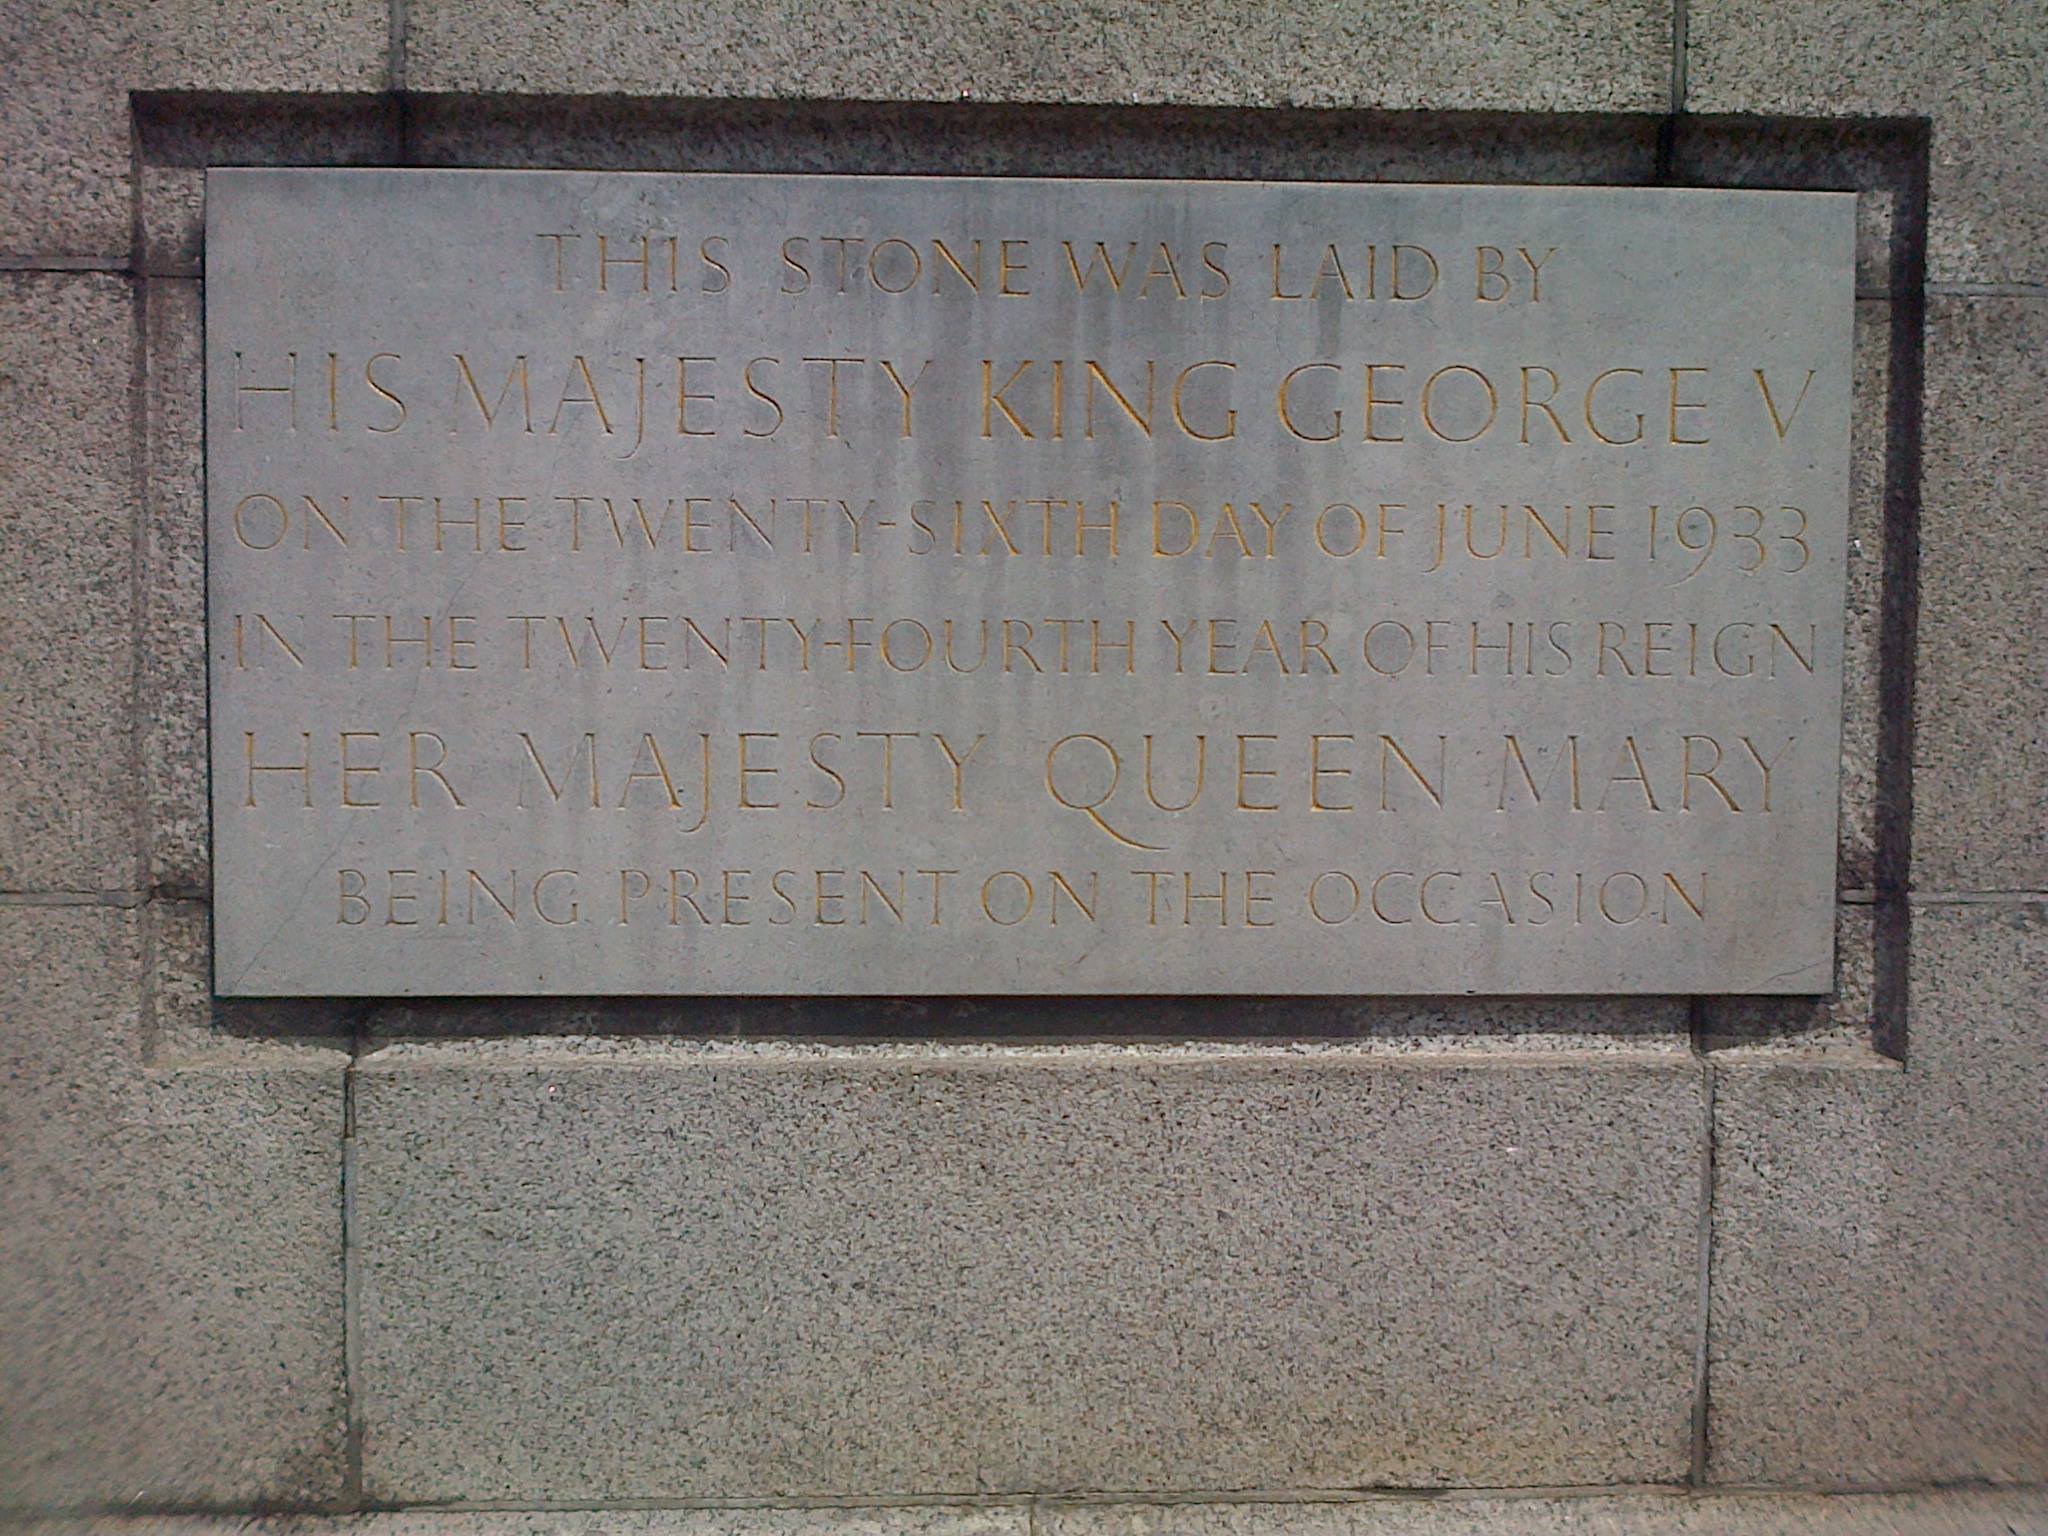 THIS STONE WAS LAID BY
HIS MAJESTY KING GEORGE V
ON THE TWENTY-SIXTH DAY OF JUNE 1933
IN THE TWENTY-FOURTH YEAR OF HIS REIGN
HER MAJESTY QUEEN MARY
BEING PRESENT ON THE OCCASION